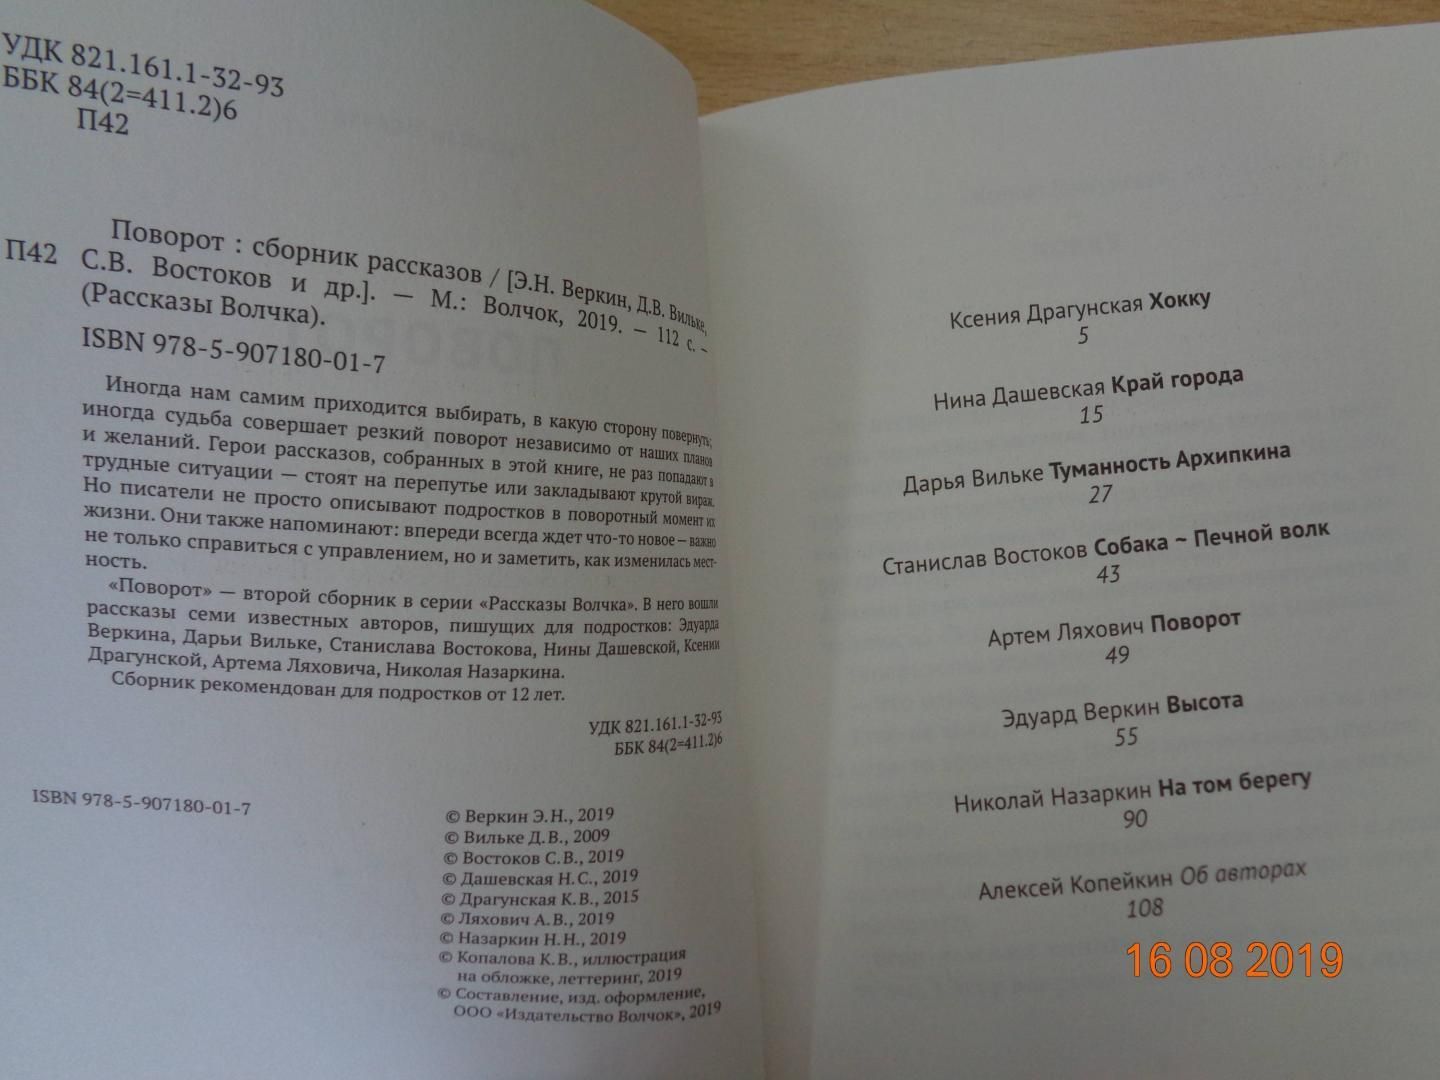 УДК 821.161.1-32-93
ББК 84(2=411.2)6
П42
Поворот : сборник рассказов / [Э.Н. Веркин, Д.В. Вильке,
П42 С.В. Востоков и др.]. — М.: Волчок, 2019. — 112 с. –
(Рассказы Волчка).
ISBN 978-5-907180-01-7
Иногда нам самим приходится выбирать, в какую сторону повернуть;
иногда судьба совершает резкий поворот независимо от наших планов
и желаний. Герои рассказов, собранных в этой книге, не раз попадают в
трудные ситуации — стоят на перепутье или закладывают крутой вираж.
Но писатели не просто описывают подростков в поворотный момент их
жизни. Они также напоминают: впереди всегда ждет что-то новое – важно
не только справиться с управлением, но и заметить, как изменилась мест-
ность.
«Поворот» — второй сборник в серии «Рассказы Волчка». В него вошли
рассказы семи известных авторов, пишущих для подростков: Эдуарда
Веркина, Дарьи Вильке, Станислава Востокова, Нины Дашевской, Ксении
Драгунской, Артема Ляховича, Николая Назаркина.
Сборник рекомендован для подростков от 12 лет.
УДК 821.161.1-32-93
ББК 84(2=411.2)6
ISBN 978-5-907180-01-7
© Веркин Э.Н., 2019
© Вильке Д.В., 2009
© Востоков С.В., 2019
© Дашевская Н.С., 2019
© Драгунская К.В., 2015
© Ляхович А.В., 2019
© Назаркин Н.Н., 2019
© Копалова К.В., иллюстрация
на обложке, леттеринг, 2019
© Составление, изд. оформление,
ООО «Издательство Волчок», 2019
Ксения Драгунская Хокку
5
Нина Дашевская Край города
15
Дарья Вильке Туманность Архипкина
27
Станислав Востоков Собака ~ Печной волк
43
Артем Ляхович Поворот
49
Эдуард Веркин Высота
55
Николай Назаркин На том берегу
90
Алексей Копейкин Об авторах
108
16 08 2019